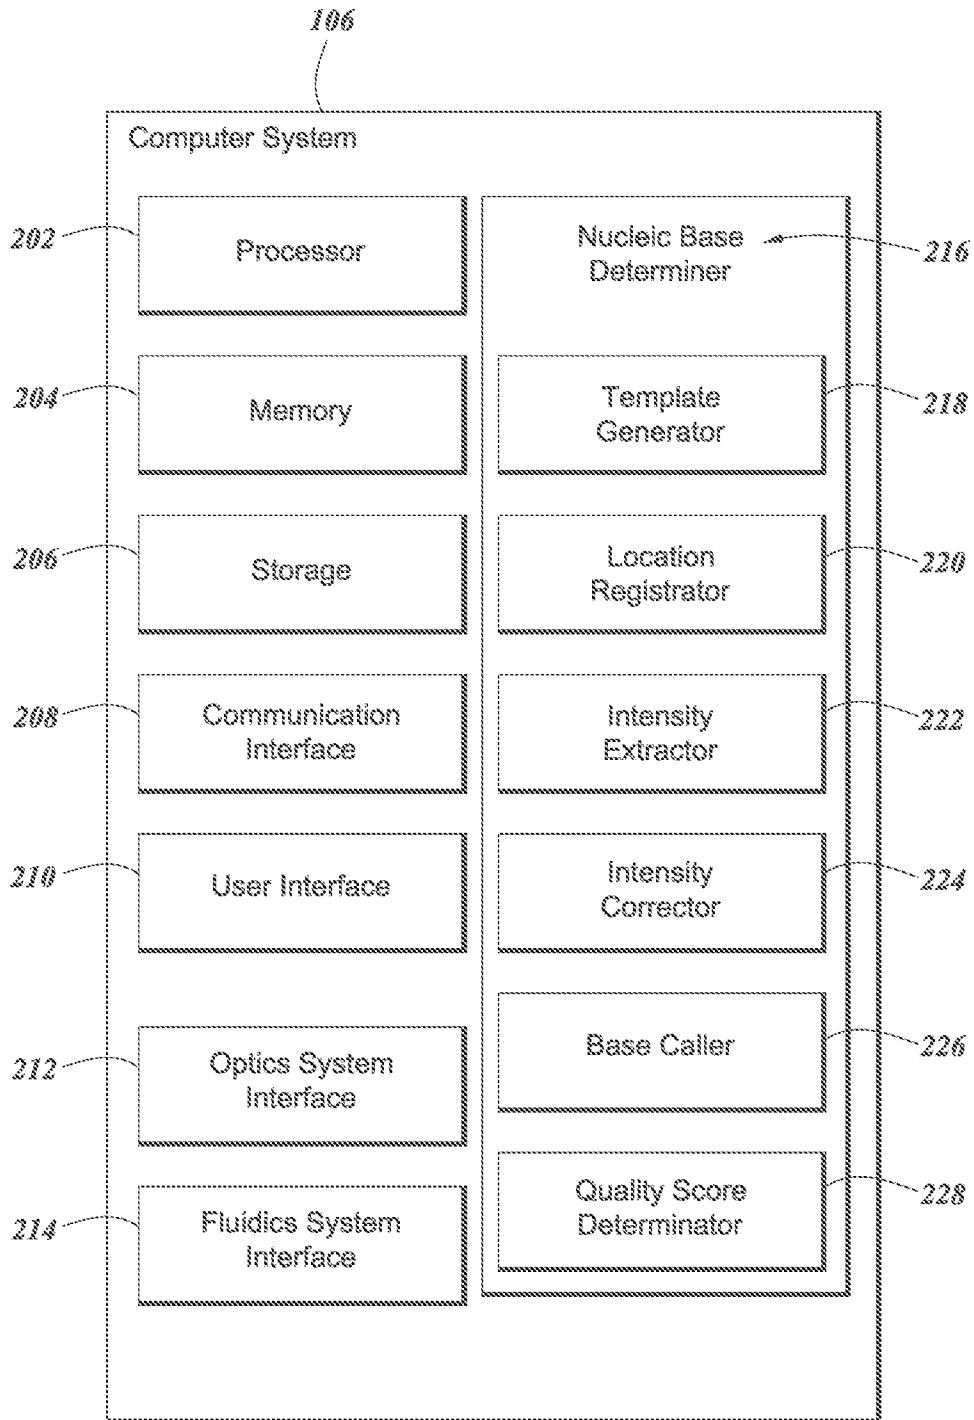 106
Computer System
202
Processor
204
Memory
206
Storage
208
Communication
Interface
210
User Interface
212
Optics System
Interface
214
Fluidics System
Interface
Nucleic Base
Determiner
216
Template
Generator
218
Location
Registrator
220
Intensity
Extractor
222
Intensity
Corrector
224
Base Caller
226
Quality Score
Determinator
228